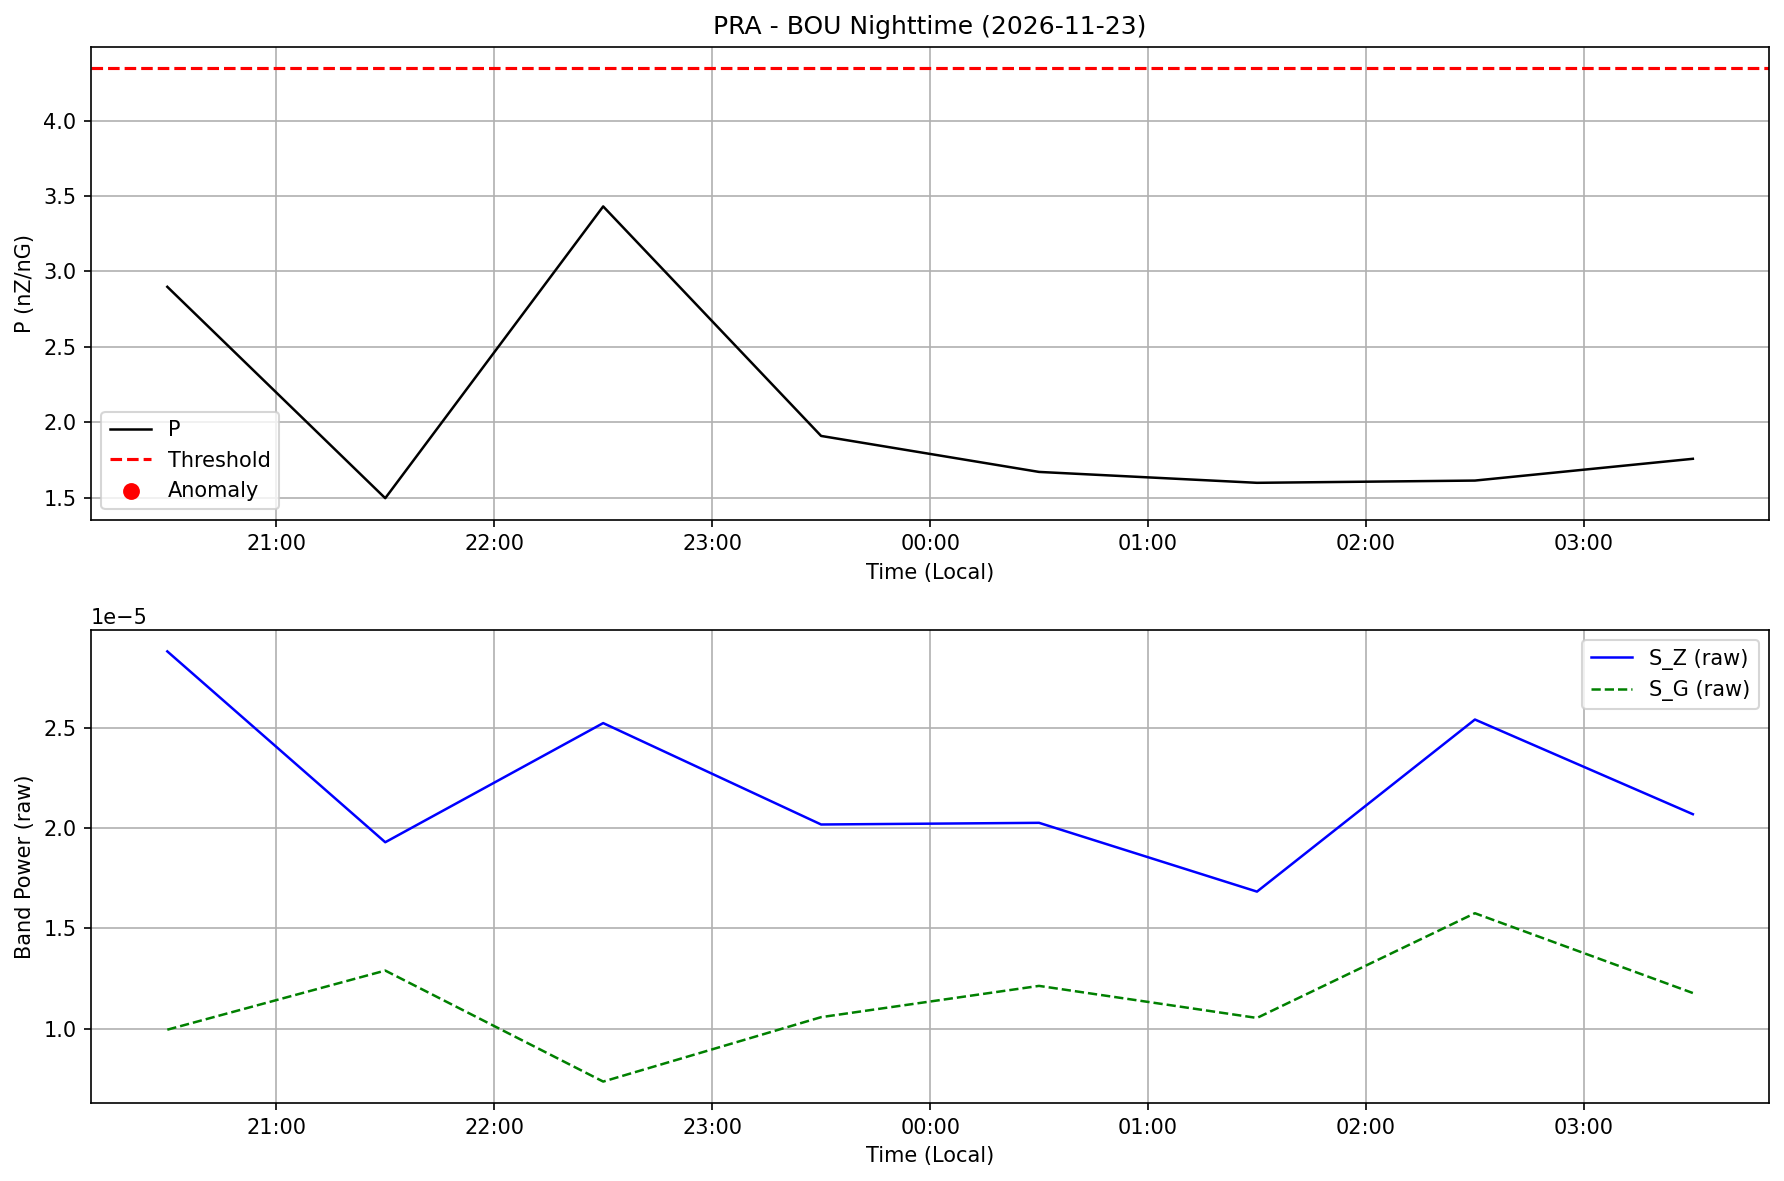 PRA - BOU Nighttime (2026-11-23)
P (nZ/nG)
4.0
3.5
3.0
2.5
2.0
1.5
P
Threshold
Anomaly
21:00 22:00 23:00 00:00 01:00 02:00 03:00
Time (Local)
1e−5
Band Power (raw)
2.5
2.0
1.5
1.0
S_Z (raw)
S_G (raw)
21:00 22:00 23:00 00:00 01:00 02:00 03:00
Time (Local)